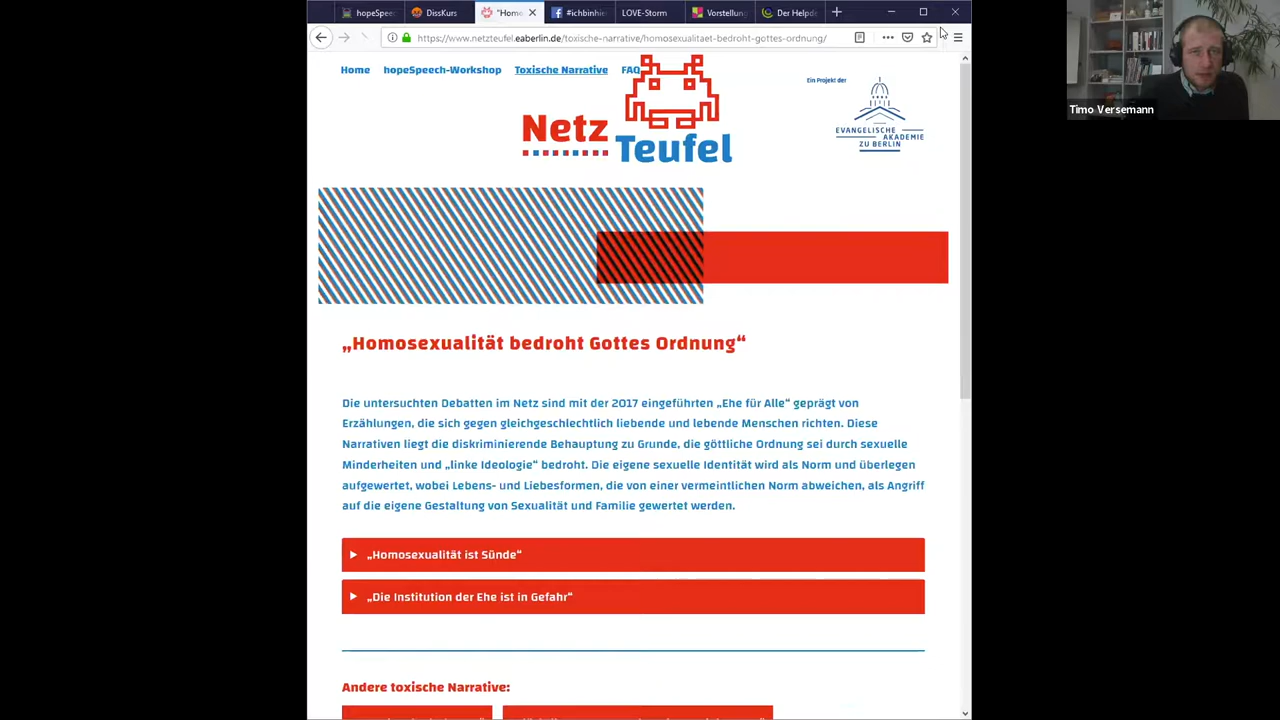 hopeSpee
DissKurs
"Home
#ichbinhier
LOVE-Storm
Vorstellung
Der Helpde
https://www.netzteufel.eaberlin.de/toxische-narrative/homosexualitaet-bedroht-gottes-ordnung/
Timo Versemann
Home
hopeSpeech-Workshop
Toxische Narrative
FAQ
Netz
Teufel
Ein Projekt der
EVANGELISCHE
AKADEMIE
ZU BERLIN
„Homosexualität bedroht Gottes Ordnung“
Die untersuchten Debatten im Netz sind mit der 2017 eingeführten „Ehe für Alle“ geprägt von
Erzählungen, die sich gegen gleichgeschlechtlich liebende und lebende Menschen richten. Diese
Narrativen liegt die diskriminierende Behauptung zu Grunde, die göttliche Ordnung sei durch sexuelle
Minderheiten und „linke Ideologie“ bedroht. Die eigene sexuelle Identität wird als Norm und überlegen
aufgewertet, wobei Lebens- und Liebesformen, die von einer vermeintlichen Norm abweichen, als Angriff
auf die eigene Gestaltung von Sexualität und Familie gewertet werden.
„Homosexualität ist Sünde“
„Die Institution der Ehe ist in Gefahr“
Andere toxische Narrative: